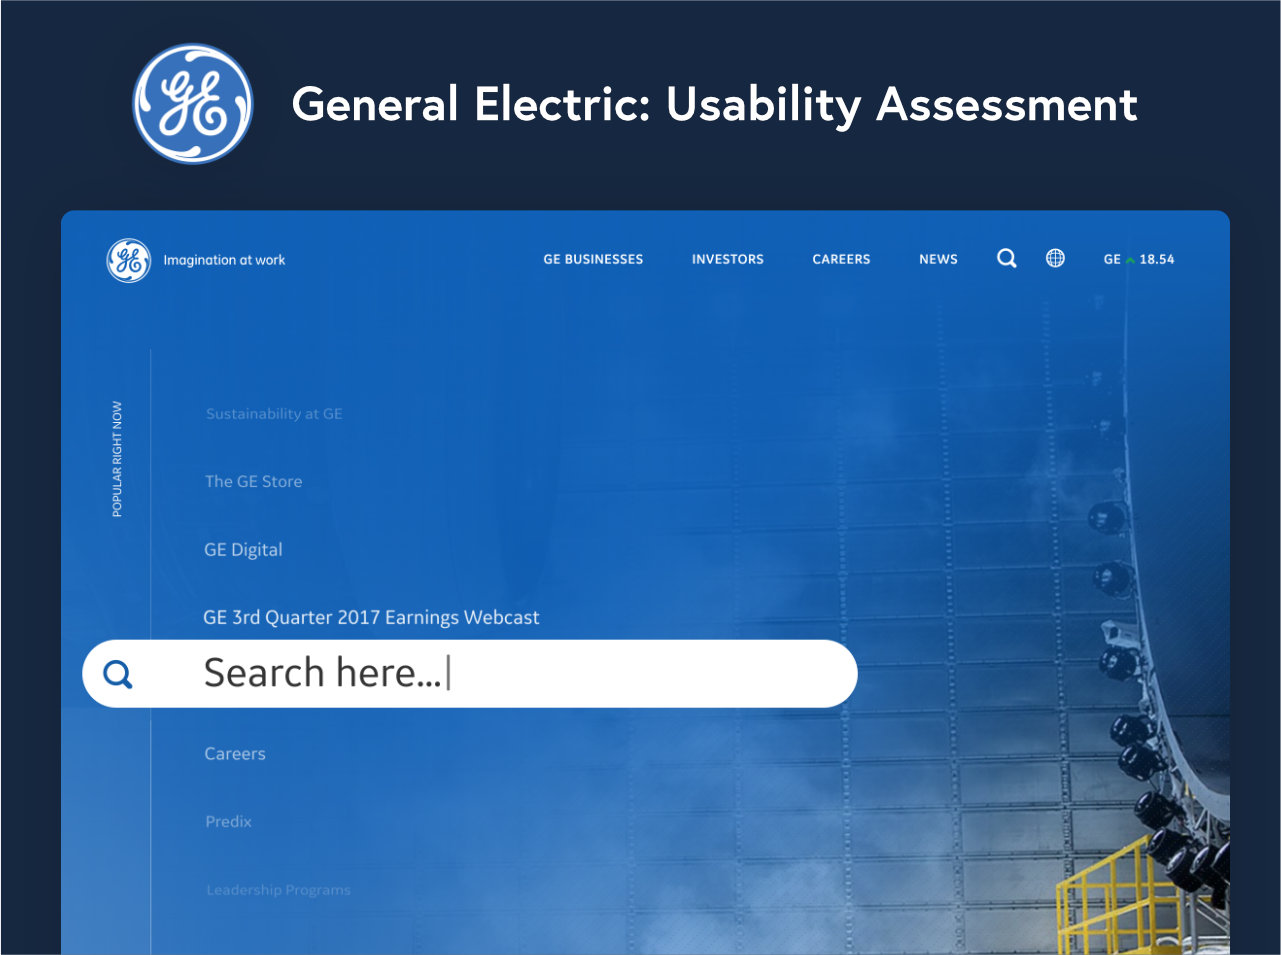 GE
General Electric: Usability Assessment
GE
Imagination at work
GE BUSINESSES
INVESTORS
CAREERS
NEWS
GE 18.54
POPULAR RIGHT NOW
Sustainability at GE
The GE Store
GE Digital
GE 3rd Quarter 2017 Earnings Webcast
Search here...
Careers
Predix
Leadership Programs